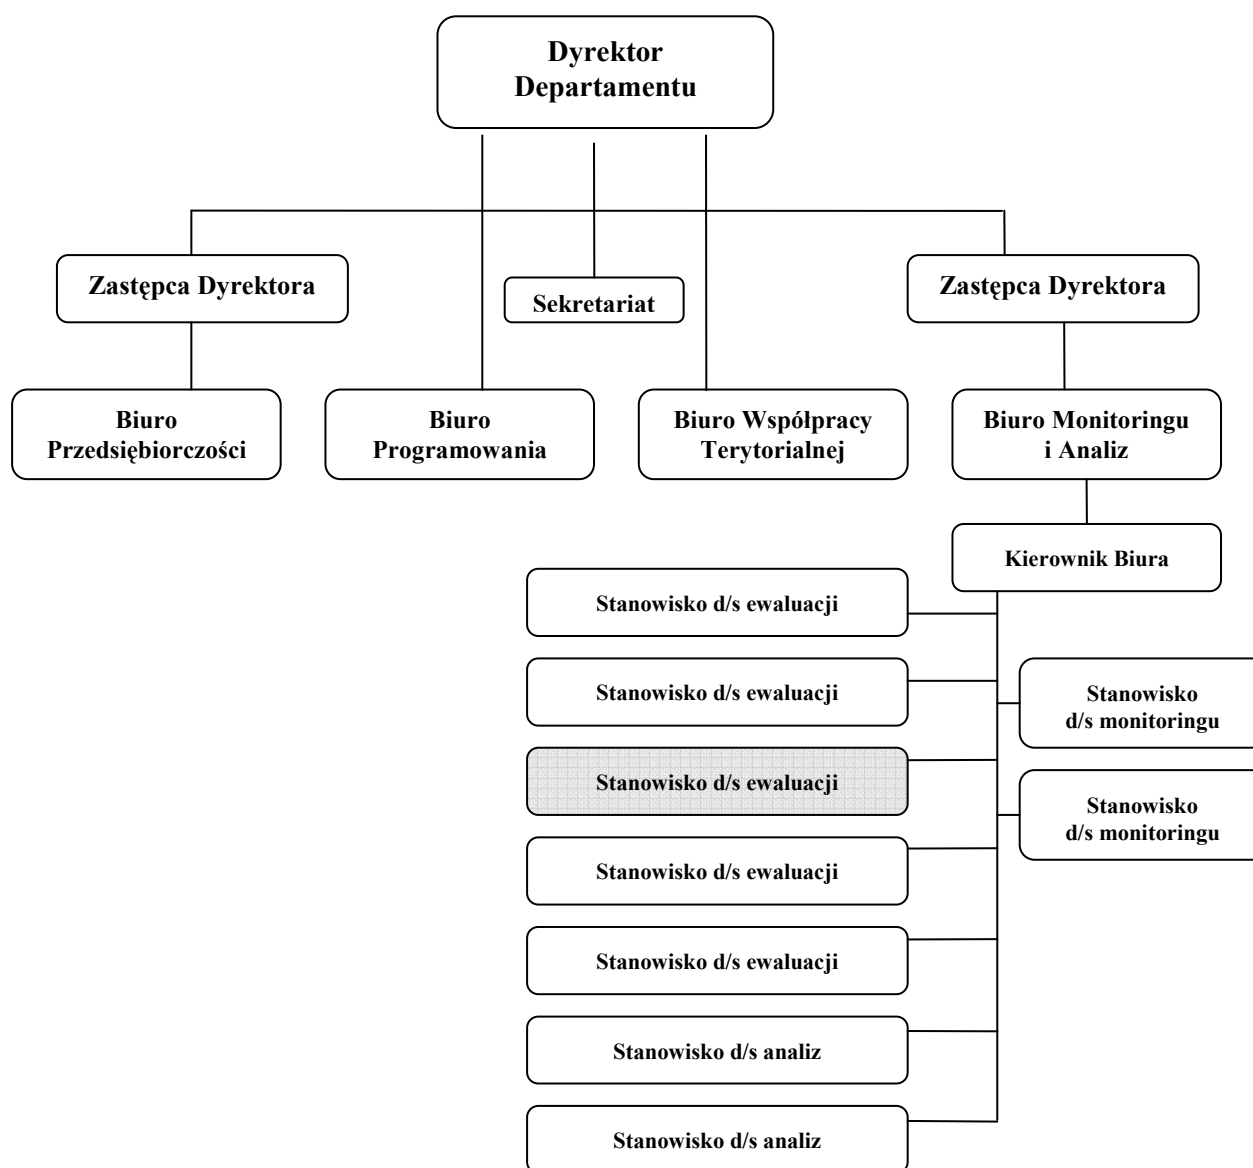 Dyrektor
Departamentu
Zastępca Dyrektora
Sekretariat
Zastępca Dyrektora
Biuro
Przedsiębiorczości
Biuro
Programowania
Biuro Współpracy
Terytorialnej
Biuro Monitoringu
i Analiz
Kierownik Biura
Stanowisko d/s ewaluacji
Stanowisko d/s ewaluacji
Stanowisko
d/s monitoringu
Stanowisko d/s ewaluacji
Stanowisko
d/s monitoringu
Stanowisko d/s ewaluacji
Stanowisko d/s ewaluacji
Stanowisko d/s analiz
Stanowisko d/s analiz